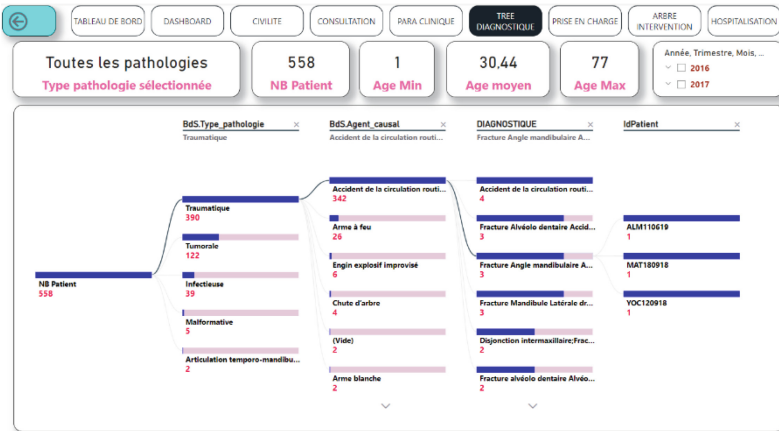 TABLEAU DE BORD
DASHBOARD
CIVILITE
CONSULTATION
PARA CLINIQUE
TREE
DIAGNOSTIQUE
PRISE EN CHARGE
ARBRE
INTERVENTION
HOSPITALISATION
Toutes les pathologies
Type pathologie sélectionnée
558
NB Patient
1
Age Min
30,44
Age moyen
77
Age Max
Année, Trimestre, Mois, ...
2016
2017
BdS.Type_pathologie
Traumatique
BdS.Agent_causal
Accident de la circulation routi...
DIAGNOSTIQUE
Fracture Angle mandibulaire A...
IdPatient
NB Patient
558
Traumatique
390
Tumorale
122
Infectieuse
39
Malformative
5
Articulation temporo-mandibu...
2
Accident de la circulation routi...
342
Arme à feu
26
Engin explosif improvisé
6
Chute d'arbre
4
(Vide)
2
Arme blanche
2
Accident de la circulation routi...
4
Fracture Alvéolo dentaire Accid...
3
Fracture Angle mandibulaire A...
3
Fracture Mandibule Latérale dr...
3
Disjonction intermaxillaire;Frac...
2
Fracture alvéolo dentaire Alvéo...
2
ALM110619
1
MAT180918
1
YOC120918
1